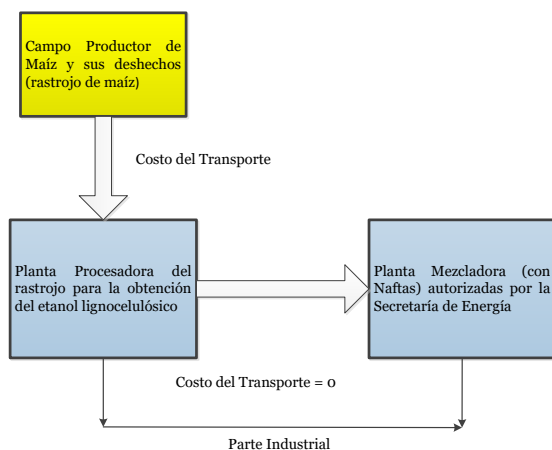 Campo Productor de
Maíz y sus deshechos
(rastrojo de maíz)
Costo del Transporte
Planta Procesadora del
rastrojo para la obtención
del etanol lignocelulósico
Planta Mezcladora (con
Naftas) autorizadas por la
Secretaría de Energía
Costo del Transporte = 0
Parte Industrial